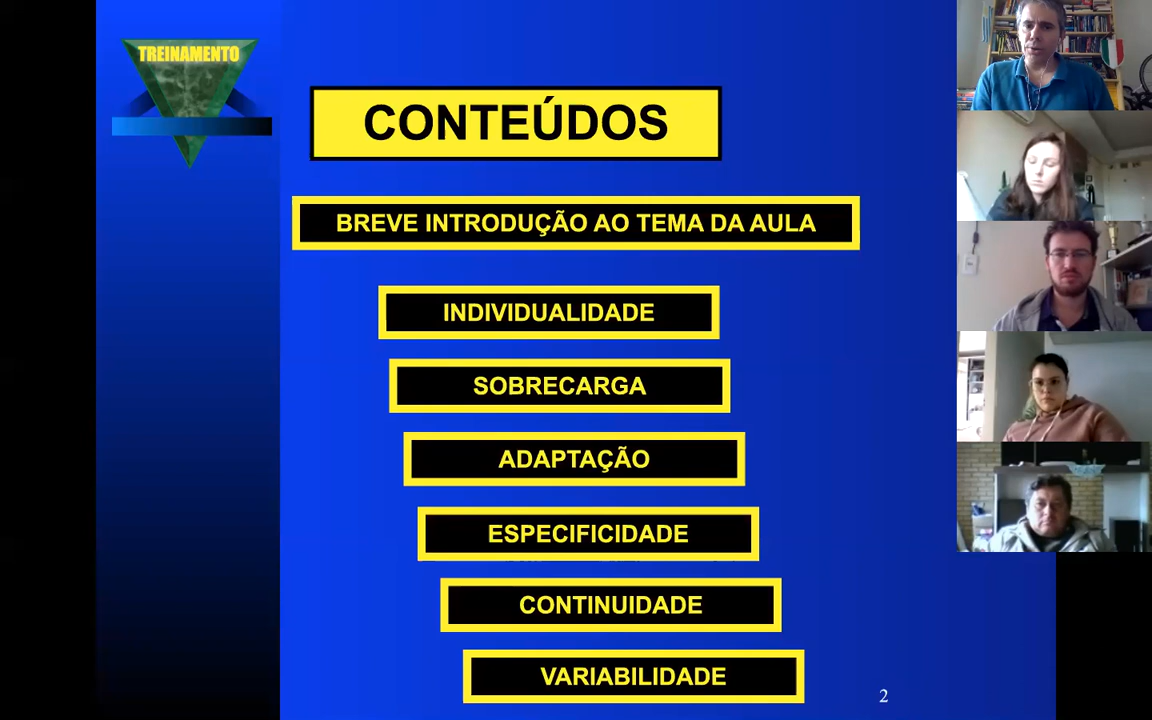 TREINAMENTO
CONTEÚDOS
BREVE INTRODUÇÃO AO TEMA DA AULA
INDIVIDUALIDADE
SOBRECARGA
ADAPTAÇÃO
ESPECIFICIDADE
CONTINUIDADE
VARIABILIDADE
2